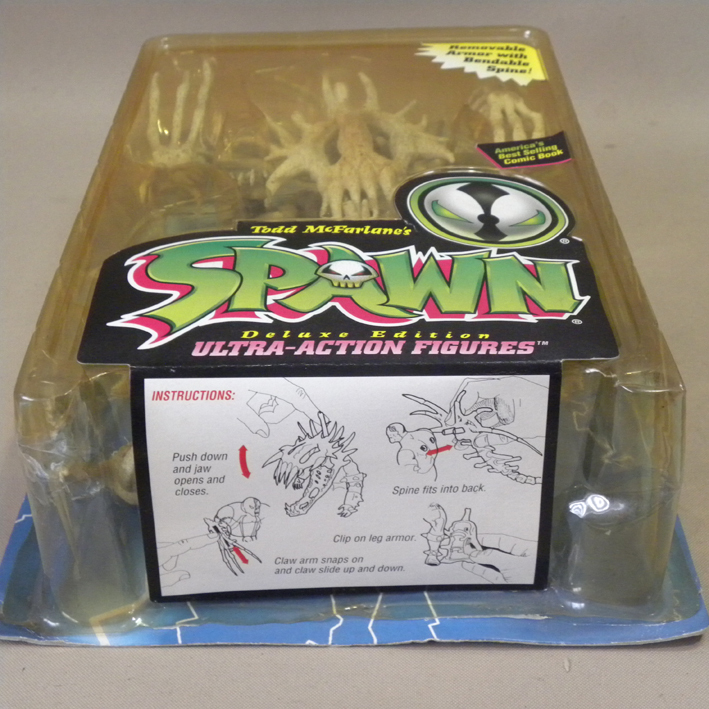 Removable
Armor with
Bendable
Spine!
America's
Best Selling
Comic Book
Todd McFarlane's
SPAWN
®
®
Deluxe Edition
ULTRA-ACTION FIGURES™
INSTRUCTIONS:
Push down
and jaw
opens and
closes.
Spine fits into back.
Clip on leg armor.
Claw arm snaps on
and claw slide up and down.